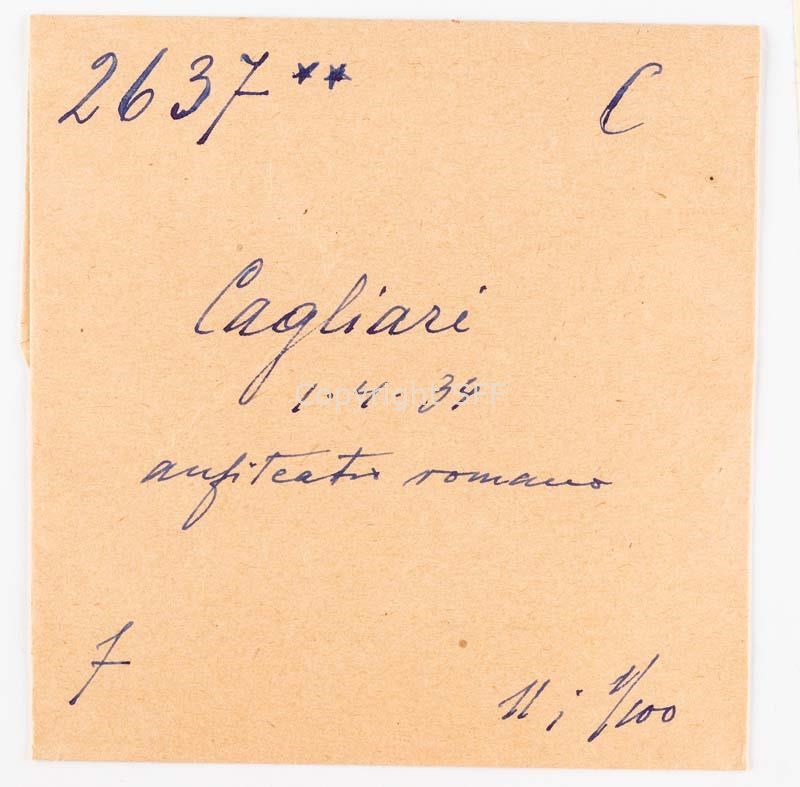 2637 ** C
Cagliari
1·4·34
anfiteatro romano
7
11 ; 1/100